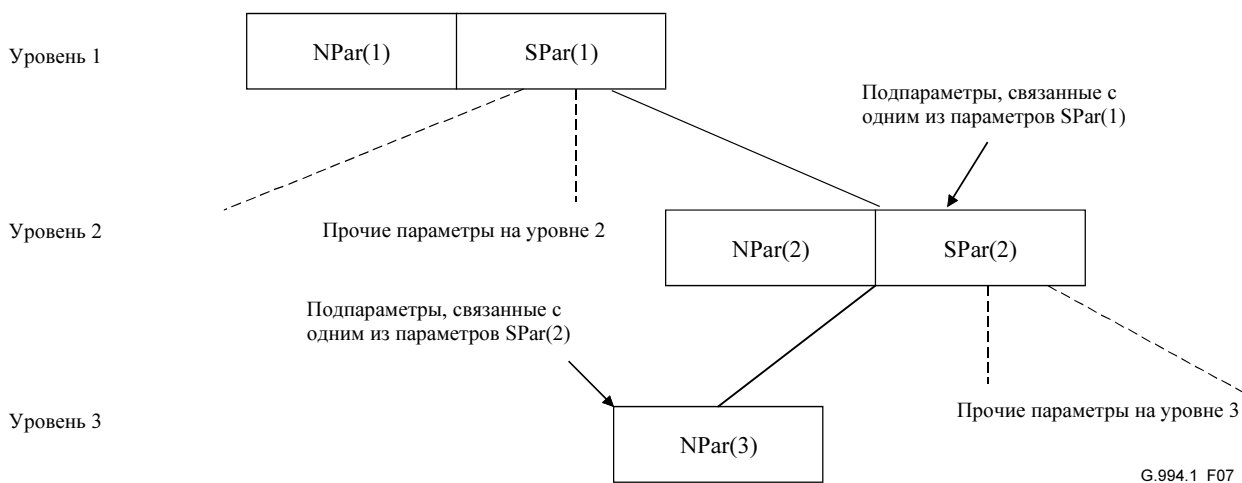 Уровень 1
NPar(1)
SPar(1)
Подпараметры, связанные с
одним из параметров SPar(1)
Уровень 2
Прочие параметры на уровне 2
NPar(2)
SPar(2)
Подпараметры, связанные с
одним из параметров SPar(2)
Уровень 3
NPar(3)
Прочие параметры на уровне 3
G.994.1_F07